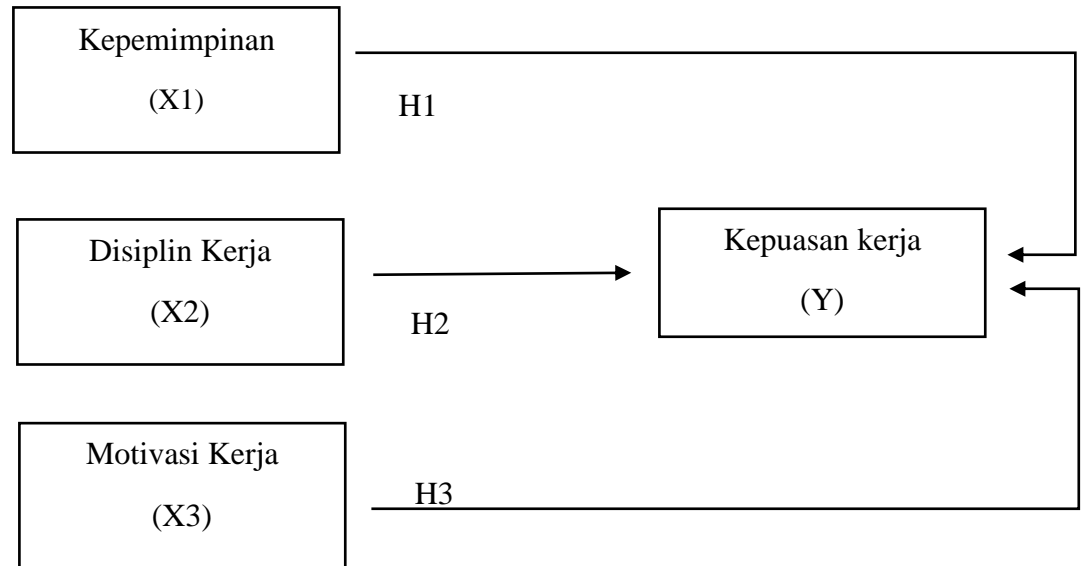 Kepemimpinan
(X1)
H1
Disiplin Kerja
(X2)
H2
Kepuasan kerja
(Y)
Motivasi Kerja
(X3)
H3